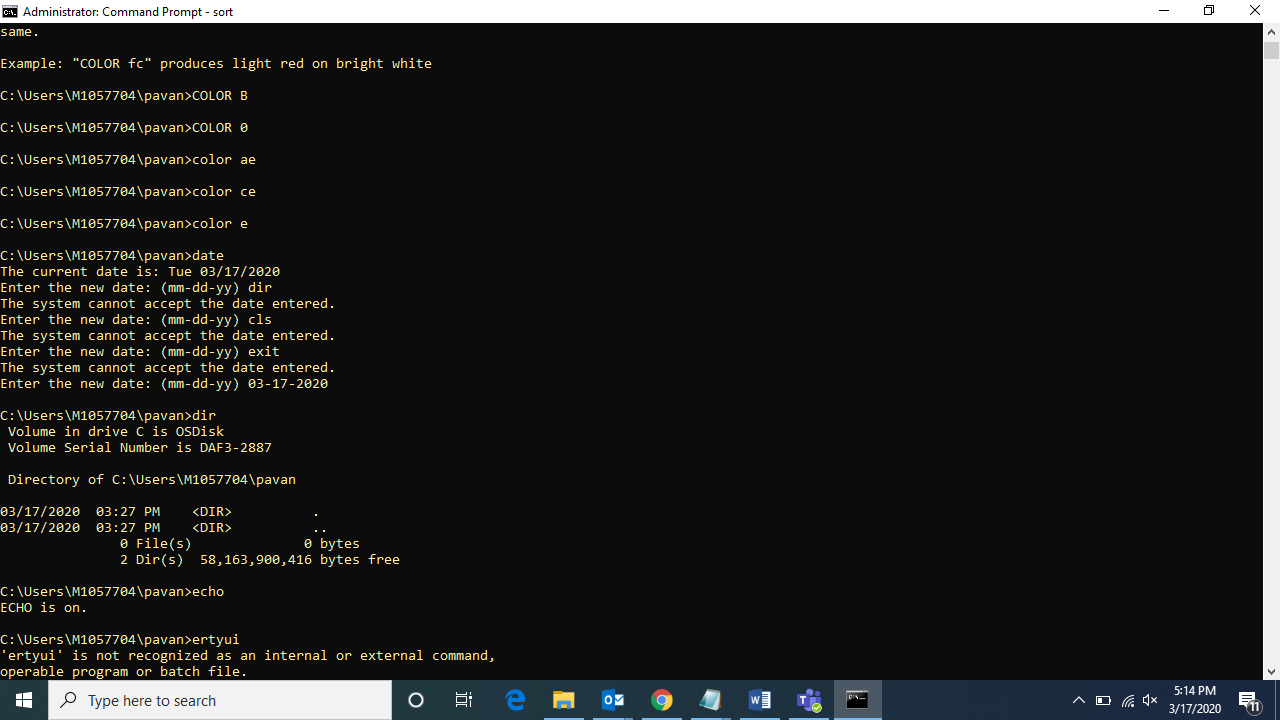 Administrator: Command Prompt - sort
same.
Example: "COLOR fc" produces light red on bright white
C:\Users\M1057704\pavan>COLOR B
C:\Users\M1057704\pavan>COLOR 0
C:\Users\M1057704\pavan>color ae
C:\Users\M1057704\pavan>color ce
C:\Users\M1057704\pavan>color e
C:\Users\M1057704\pavan>date
The current date is: Tue 03/17/2020
Enter the new date: (mm-dd-yy) dir
The system cannot accept the date entered.
Enter the new date: (mm-dd-yy) cls
The system cannot accept the date entered.
Enter the new date: (mm-dd-yy) exit
The system cannot accept the date entered.
Enter the new date: (mm-dd-yy) 03-17-2020
C:\Users\M1057704\pavan>dir
Volume in drive C is OSDisk
Volume Serial Number is DAF3-2887
Directory of C:\Users\M1057704\pavan
03/17/2020  03:27 PM    <DIR>          .
03/17/2020  03:27 PM    <DIR>          ..
0 File(s)              0 bytes
2 Dir(s)  58,163,900,416 bytes free
C:\Users\M1057704\pavan>echo
ECHO is on.
C:\Users\M1057704\pavan>ertyui
'ertyui' is not recognized as an internal or external command,
operable program or batch file.
Type here to search
5:14 PM
3/17/2020
11